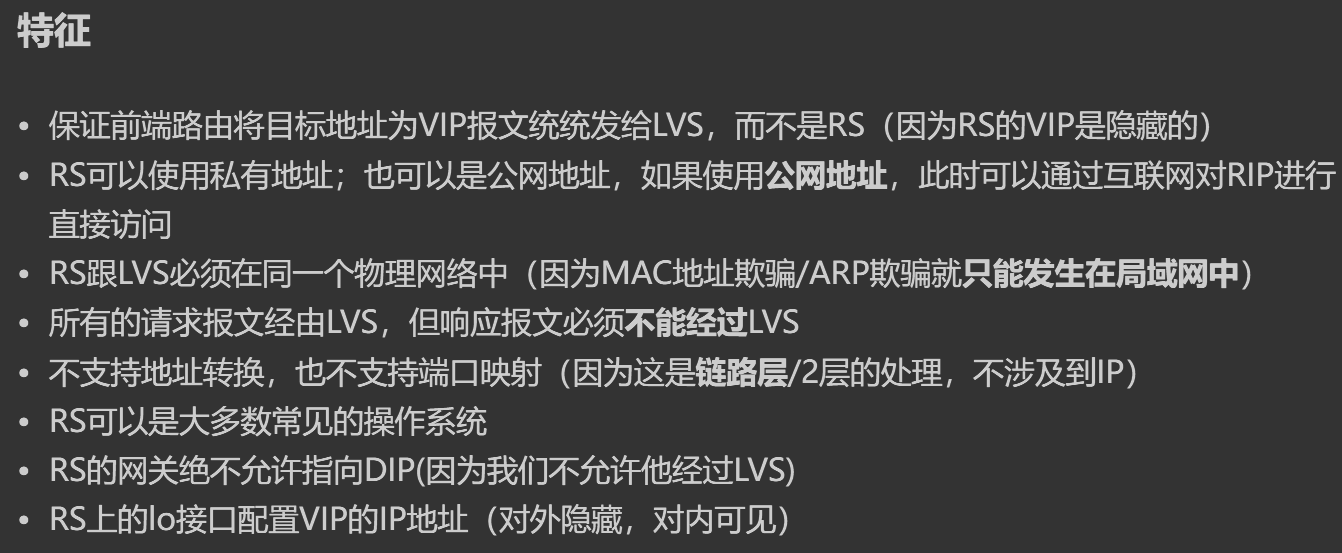 特征
• 保证前端路由将目标地址为VIP报文统统发给LVS，而不是RS（因为RS的VIP是隐藏的）
• RS可以使用私有地址；也可以是公网地址，如果使用公网地址，此时可以通过互联网对RIP进行
直接访问
• RS跟LVS必须在同一个物理网络中（因为MAC地址欺骗/ARP欺骗就只能发生在局域网中）
• 所有的请求报文经由LVS，但响应报文必须不能经过LVS
• 不支持地址转换，也不支持端口映射（因为这是链路层/2层的处理，不涉及到IP）
• RS可以是大多数常见的操作系统
• RS的网关绝不允许指向DIP(因为我们不允许他经过LVS)
• RS上的lo接口配置VIP的IP地址（对外隐藏，对内可见）